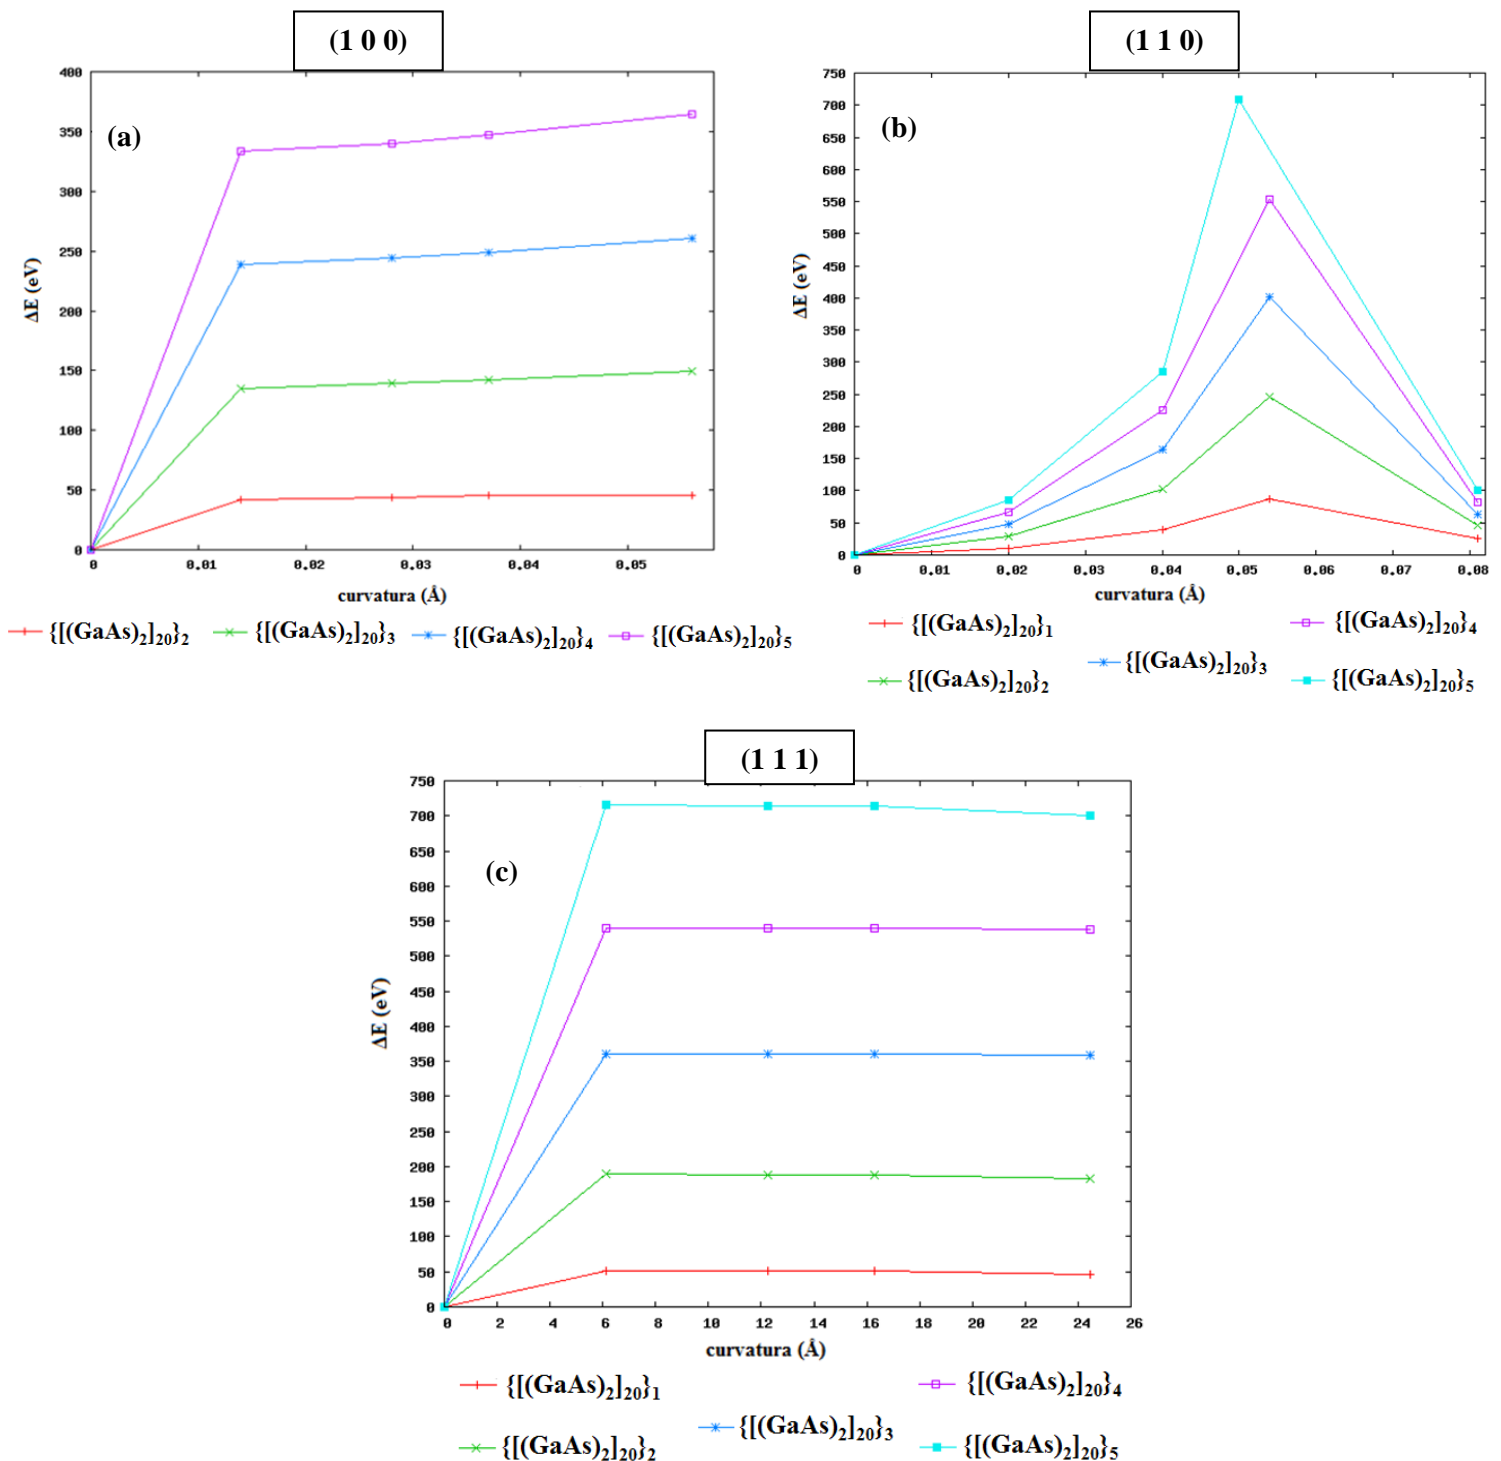 (1 0 0)
(a)
ΔE (eV)
400
350
300
250
200
150
100
50
0
0 0.01 0.02 0.03 0.04 0.05
curvatura (Å)
{[(GaAs)₂]₂₀}₂ {[(GaAs)₂]₂₀}₃ {[(GaAs)₂]₂₀}₄ {[(GaAs)₂]₂₀}₅
(1 1 0)
(b)
ΔE (eV)
750
700
650
600
550
500
450
400
350
300
250
200
150
100
50
0
0 0.01 0.02 0.03 0.04 0.05 0.06 0.07 0.08
curvatura (Å)
{[(GaAs)₂]₂₀}₁ {[(GaAs)₂]₂₀}₄
{[(GaAs)₂]₂₀}₂ {[(GaAs)₂]₂₀}₃ {[(GaAs)₂]₂₀}₅
(1 1 1)
(c)
ΔE (eV)
750
700
650
600
550
500
450
400
350
300
250
200
150
100
50
0
0 2 4 6 8 10 12 14 16 18 20 22 24 26
curvatura (Å)
{[(GaAs)₂]₂₀}₁ {[(GaAs)₂]₂₀}₄
{[(GaAs)₂]₂₀}₂ {[(GaAs)₂]₂₀}₃ {[(GaAs)₂]₂₀}₅